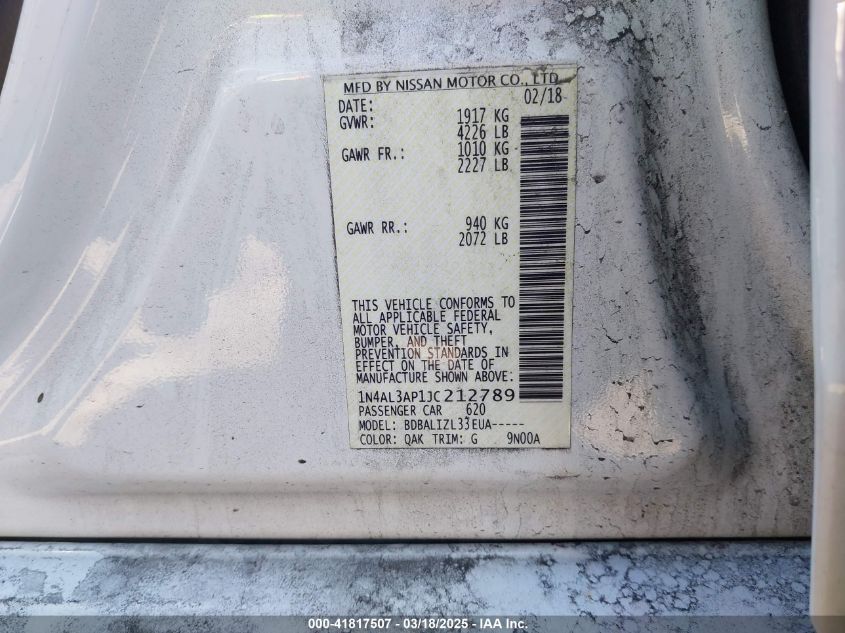 MFD BY NISSAN MOTOR CO., LTD
DATE: 02/18
GVWR: 1917 KG
4226 LB
GAWR FR.: 1010 KG
2227 LB
GAWR RR.: 940 KG
2072 LB
THIS VEHICLE CONFORMS TO
ALL APPLICABLE FEDERAL
MOTOR VEHICLE SAFETY,
BUMPER, AND THEFT
PREVENTION STANDARDS IN
EFFECT ON THE DATE OF
MANUFACTURE SHOWN ABOVE:
1N4AL3AP1JC212789
PASSENGER CAR 620
MODEL: BDBALIZL33EUA-----
COLOR: QAK TRIM: G 9N00A
000-41817507 - 03/18/2025 - IAA Inc.